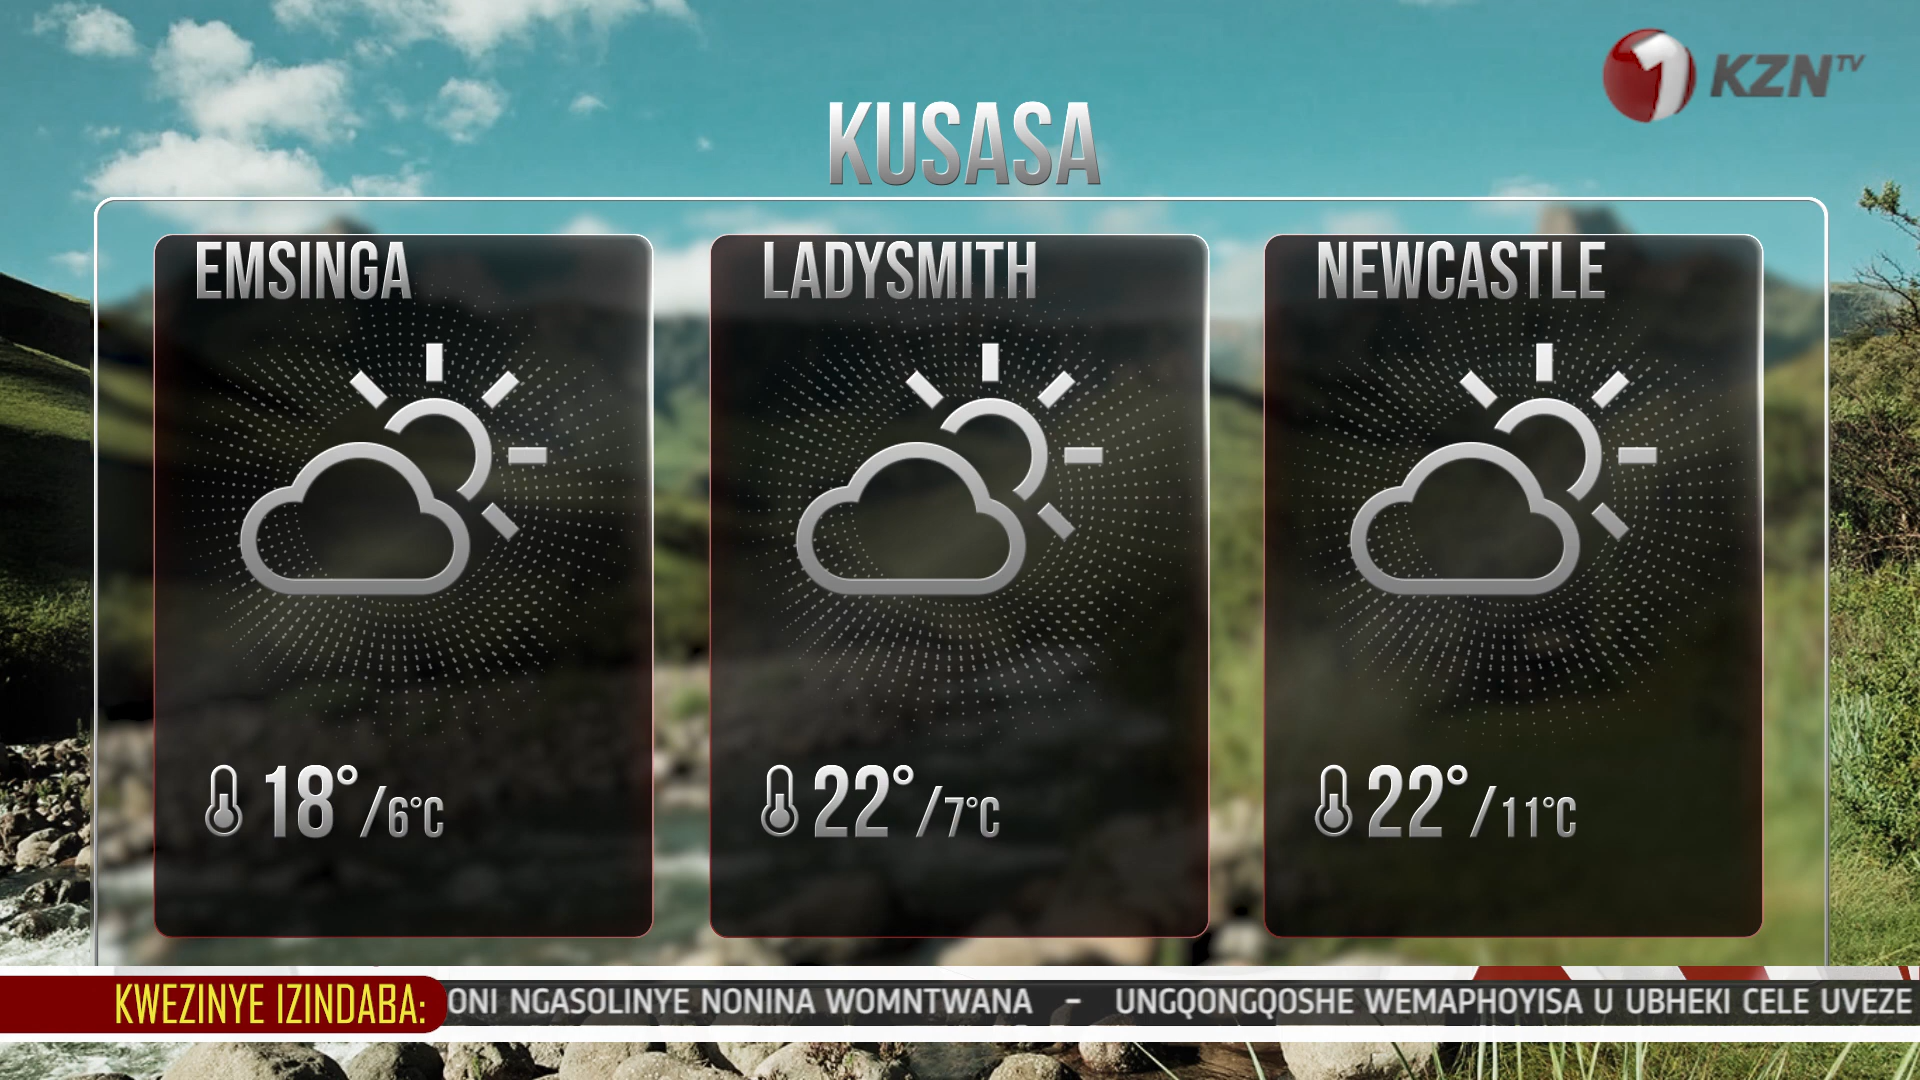 1 KZN TV
KUSASA
EMSINGA
18°/6°C
LADYSMITH
22°/7°C
NEWCASTLE
22°/11°C
KWEZINYE IZINDABA: ONI NGASOLINYE NONINA WOMNTWANA - UNGQONGQOSHE WEMAPHOYISA U UBHEKI CELE UVEZE